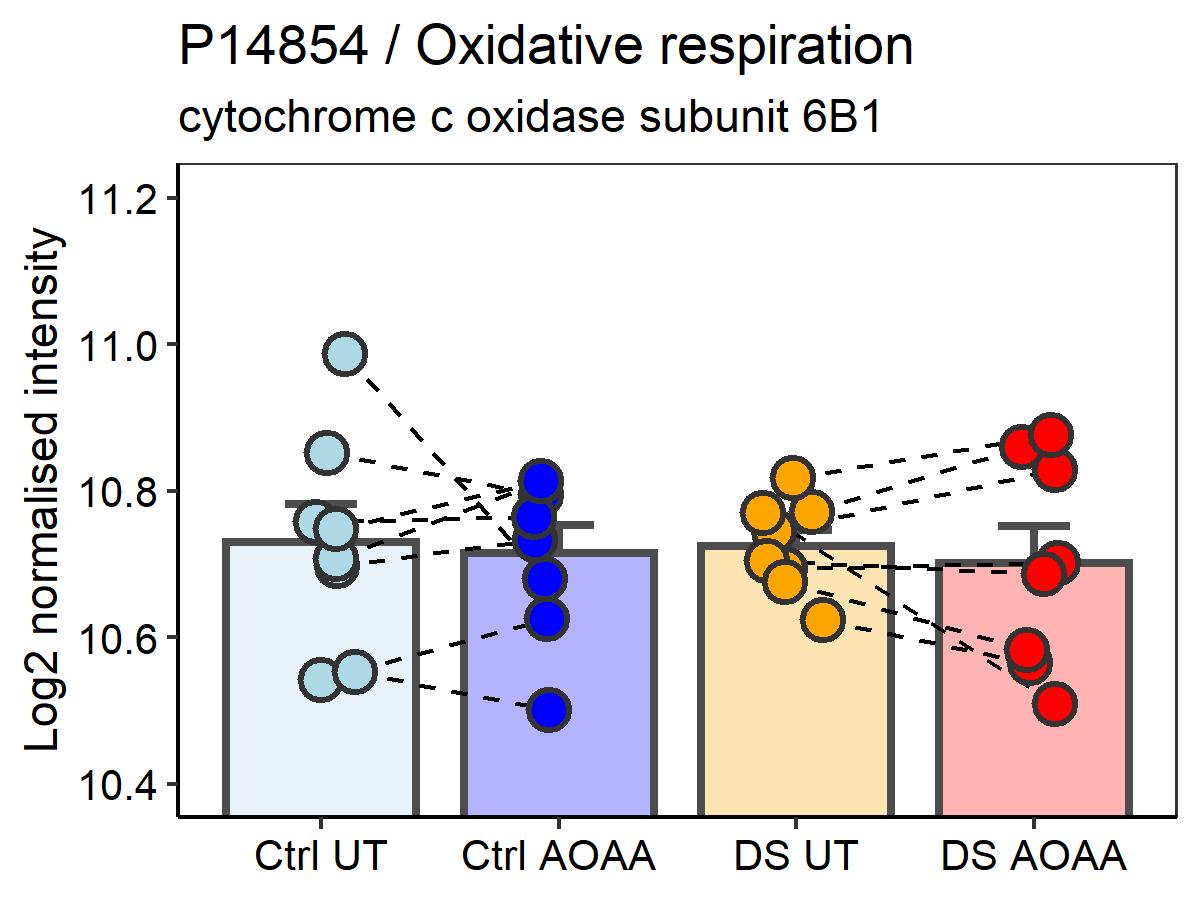 P14854 / Oxidative respiration
cytochrome c oxidase subunit 6B1
Log2 normalised intensity
11.2
11.0
10.8
10.6
10.4
Ctrl UT
Ctrl AOAA
DS UT
DS AOAA